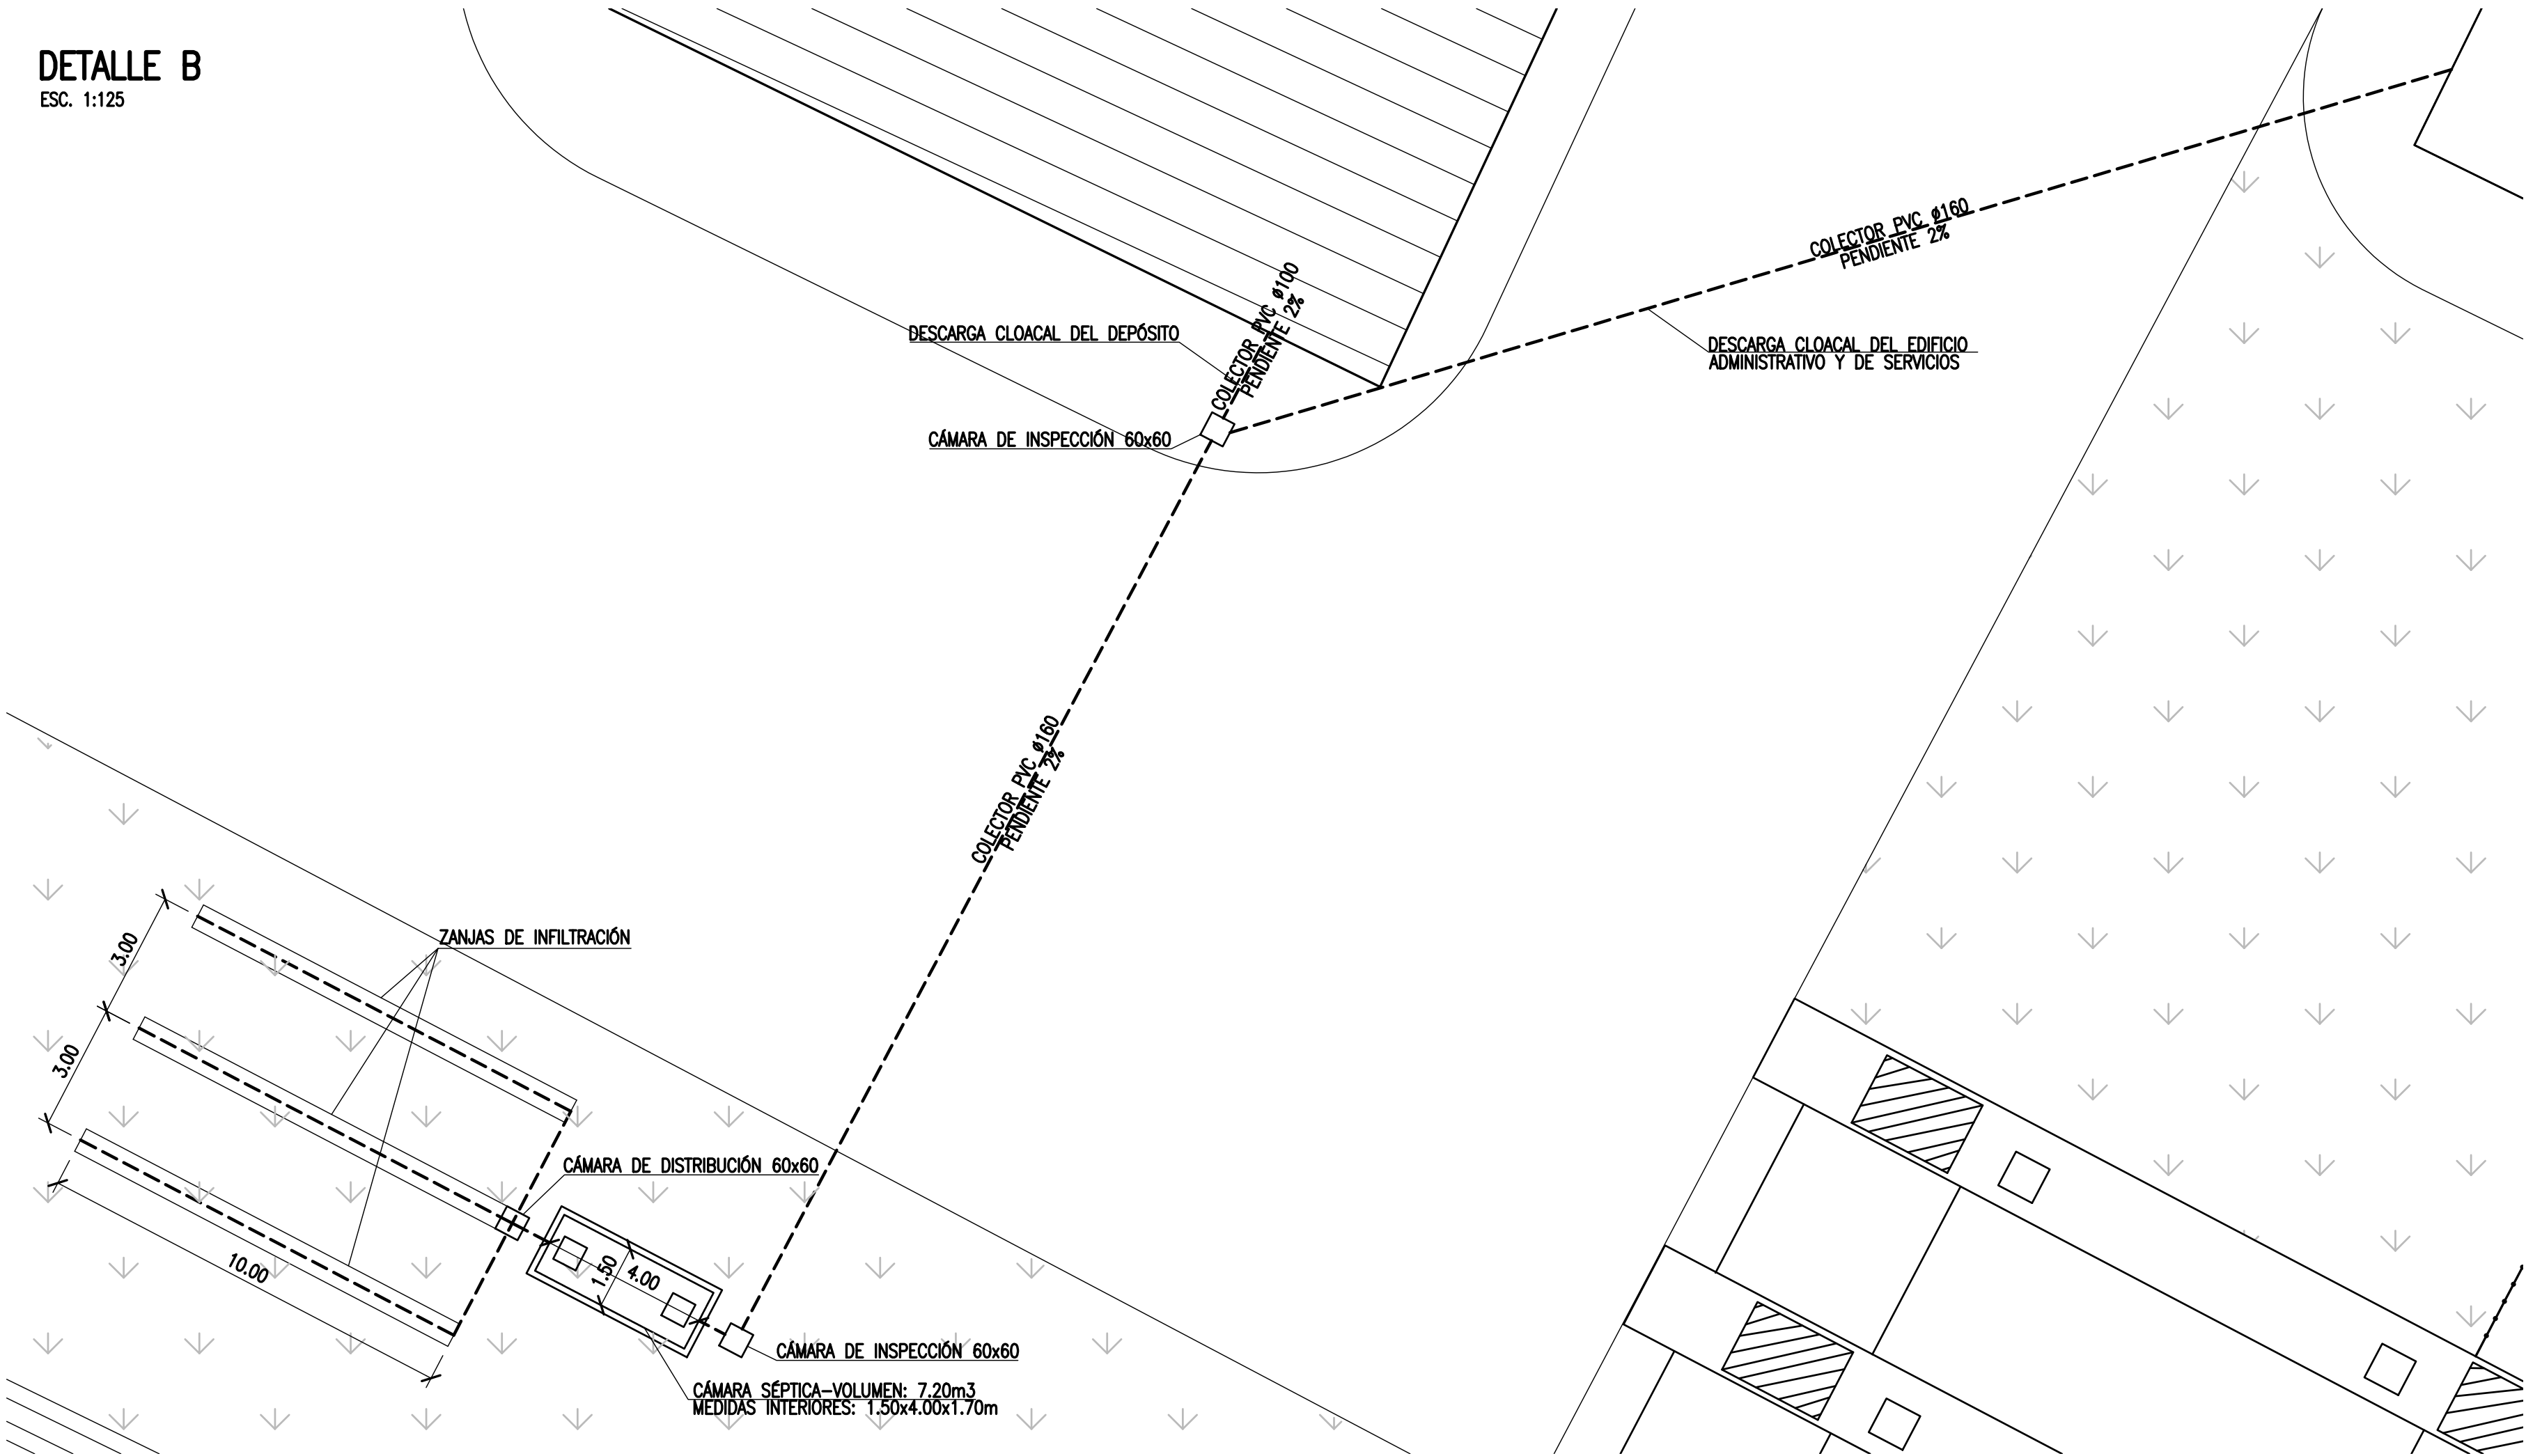 DETALLE B
ESC. 1:125
COLECTOR PVC ø160
PENDIENTE 2%
COLECTOR PVC ø100
PENDIENTE 2%
DESCARGA CLOACAL DEL DEPÓSITO
DESCARGA CLOACAL DEL EDIFICIO
ADMINISTRATIVO Y DE SERVICIOS
CÁMARA DE INSPECCIÓN 60x60
COLECTOR PVC ø160
PENDIENTE 2%
ZANJAS DE INFILTRACIÓN
3.00
3.00
CÁMARA DE DISTRIBUCIÓN 60x60
10.00
1.50
4.00
CÁMARA DE INSPECCIÓN 60x60
CÁMARA SÉPTICA-VOLUMEN: 7.20m3
MEDIDAS INTERIORES: 1.50x4.00x1.70m